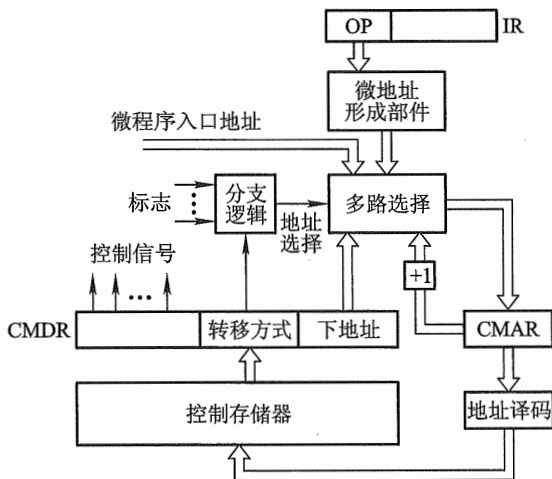 OP
IR
微地址
形成部件
微程序入口地址
标志
分支
逻辑
地址
选择
多路选择
控制信号
+1
CMDR
转移方式
下地址
CMAR
控制存储器
地址译码